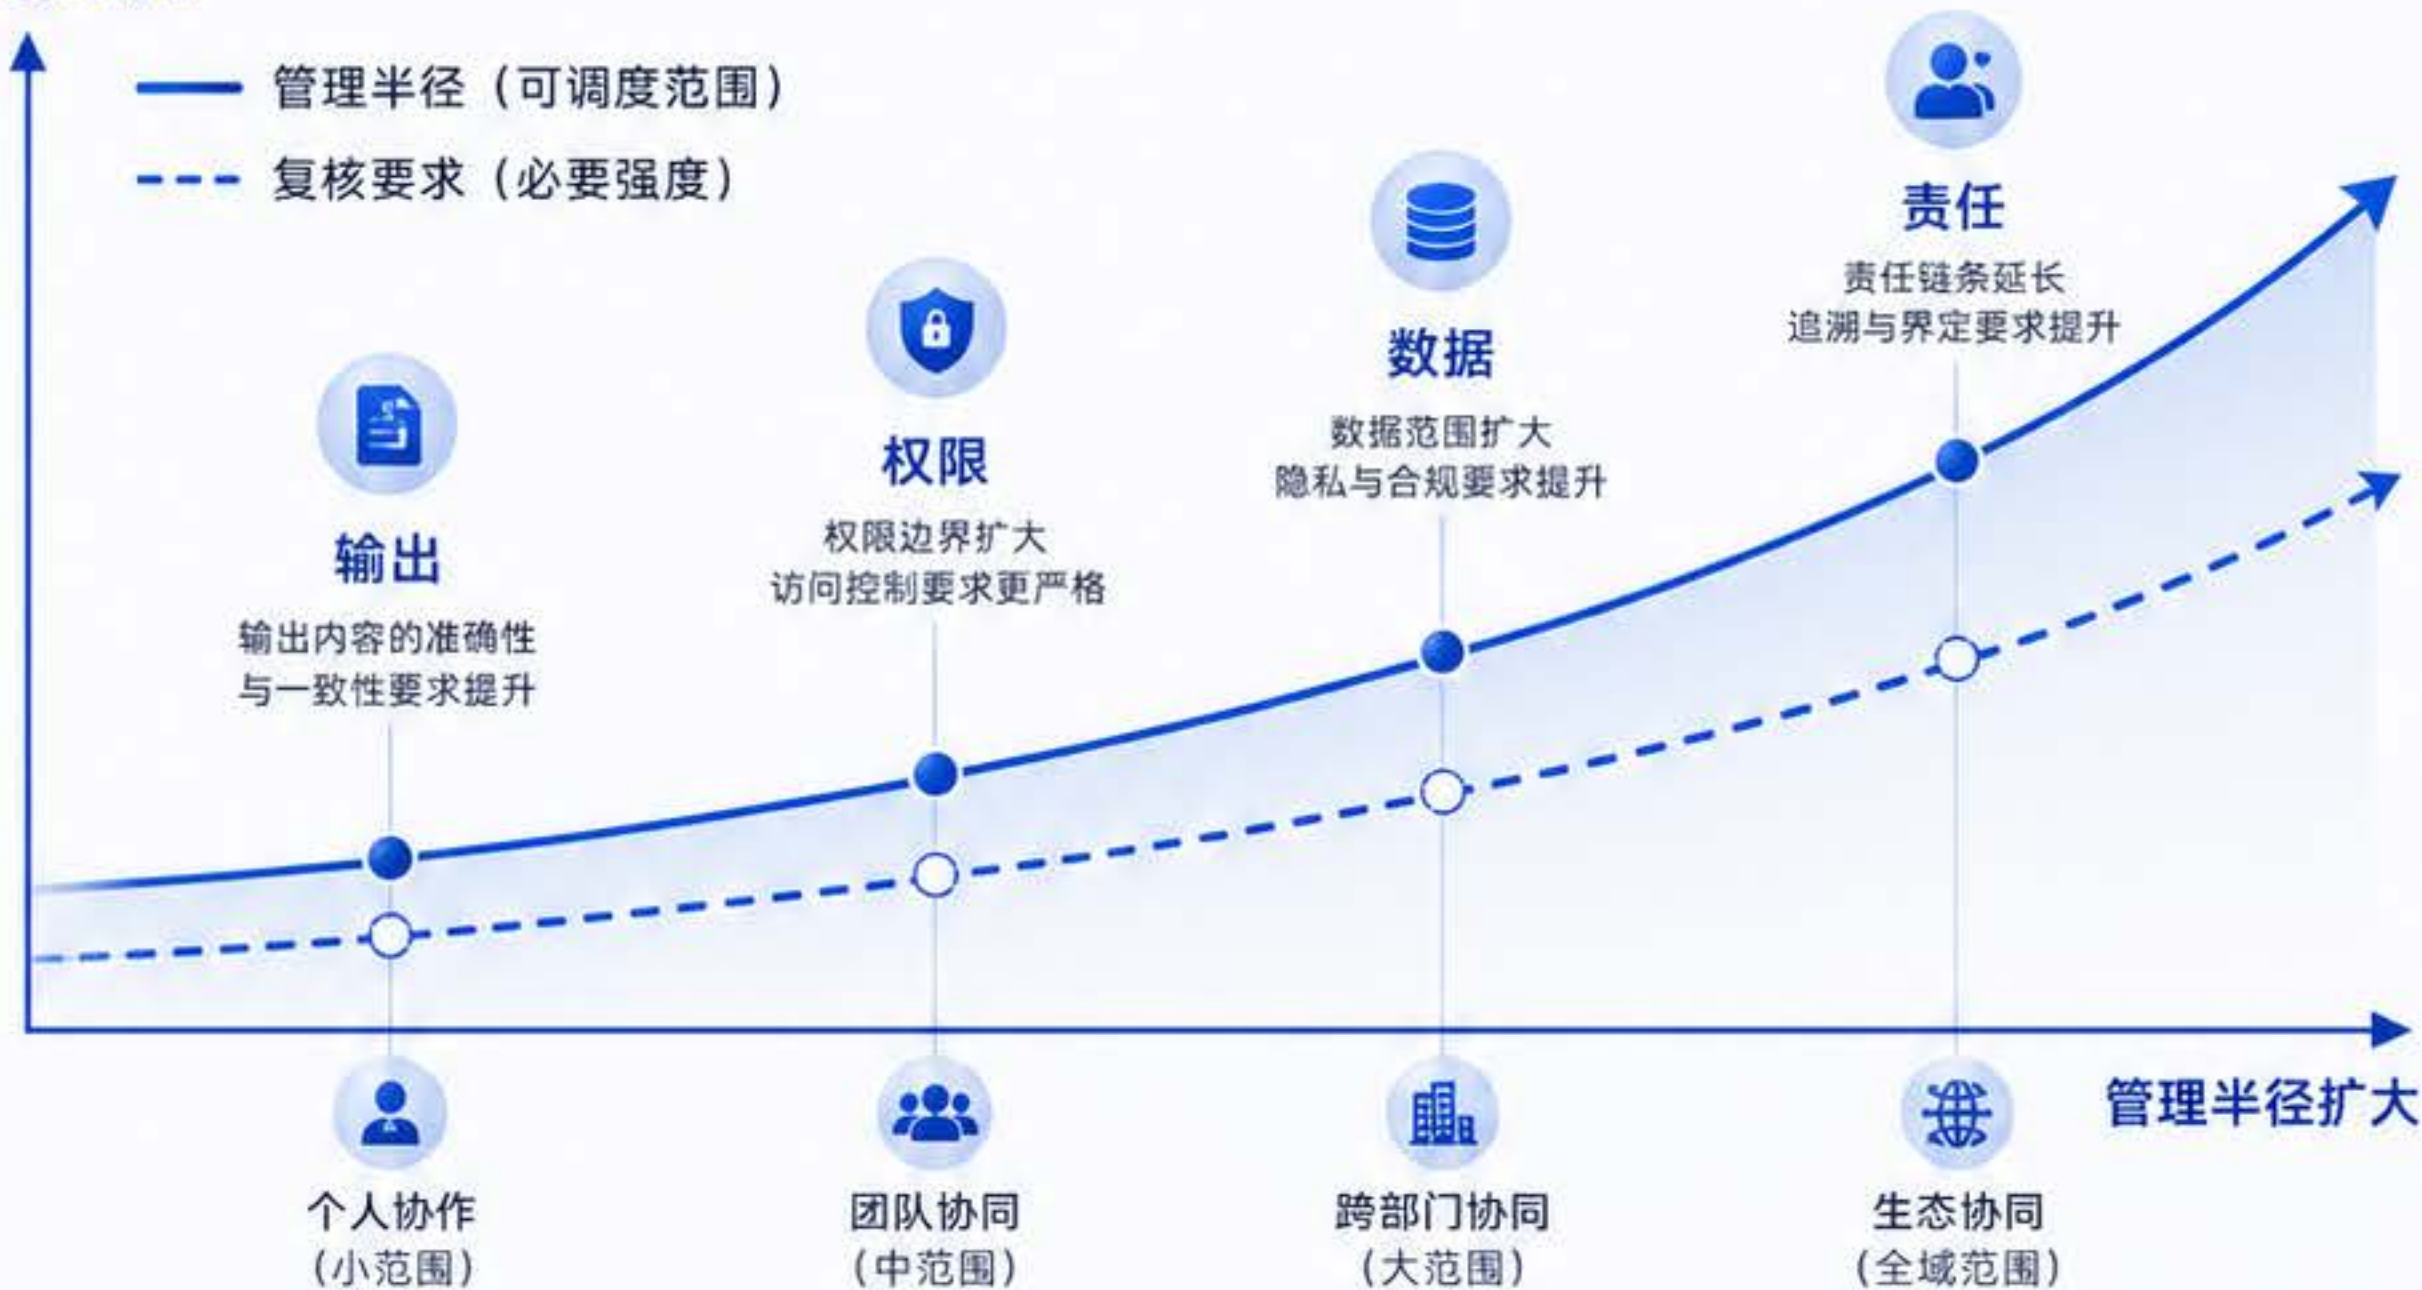 管理半径（可调度范围）
复核要求（必要强度）
输出
输出内容的准确性
与一致性要求提升
权限
权限边界扩大
访问控制要求更严格
数据
数据范围扩大
隐私与合规要求提升
责任
责任链条延长
追溯与界定要求提升
管理半径扩大
个人协作
（小范围）
团队协同
（中范围）
跨部门协同
（大范围）
生态协同
（全域范围）